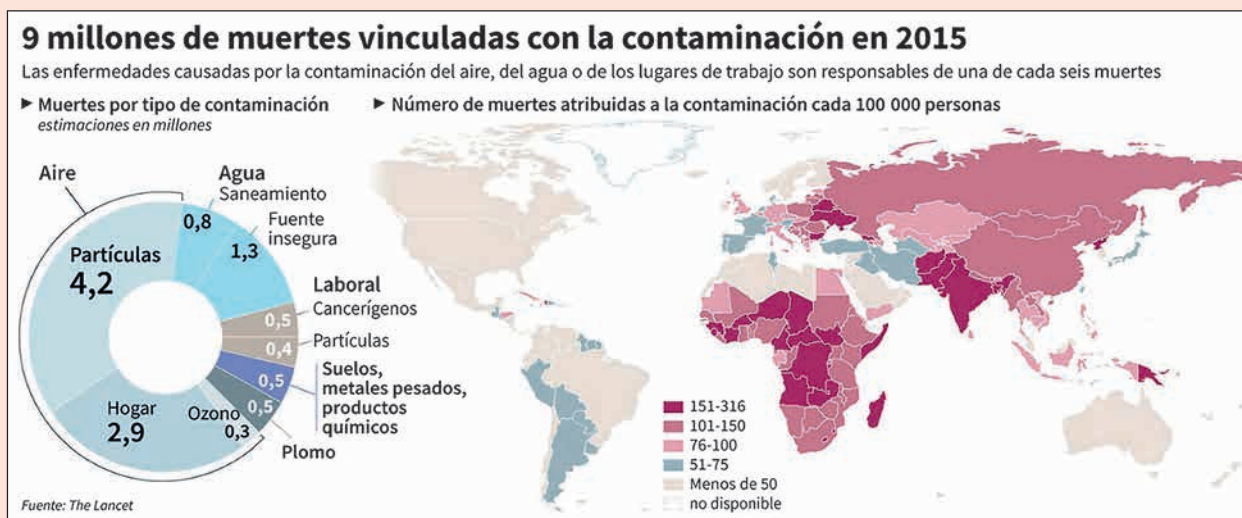 9 millones de muertes vinculadas con la contaminación en 2015
Las enfermedades causadas por la contaminación del aire, del agua o de los lugares de trabajo son responsables de una de cada seis muertes
► Muertes por tipo de contaminación
estimaciones en millones
Aire
Agua
Saneamiento
0,8
Fuente
insegura
1,3
Partículas
4,2
Laboral
Cancerígenos
0,5
Partículas
0,4
Suelos,
metales pesados,
productos
químicos
0,5
Plomo
0,5
Ozono
0,3
Hogar
2,9
Fuente: The Lancet
► Número de muertes atribuidas a la contaminación cada 100 000 personas
151-316
101-150
76-100
51-75
Menos de 50
no disponible